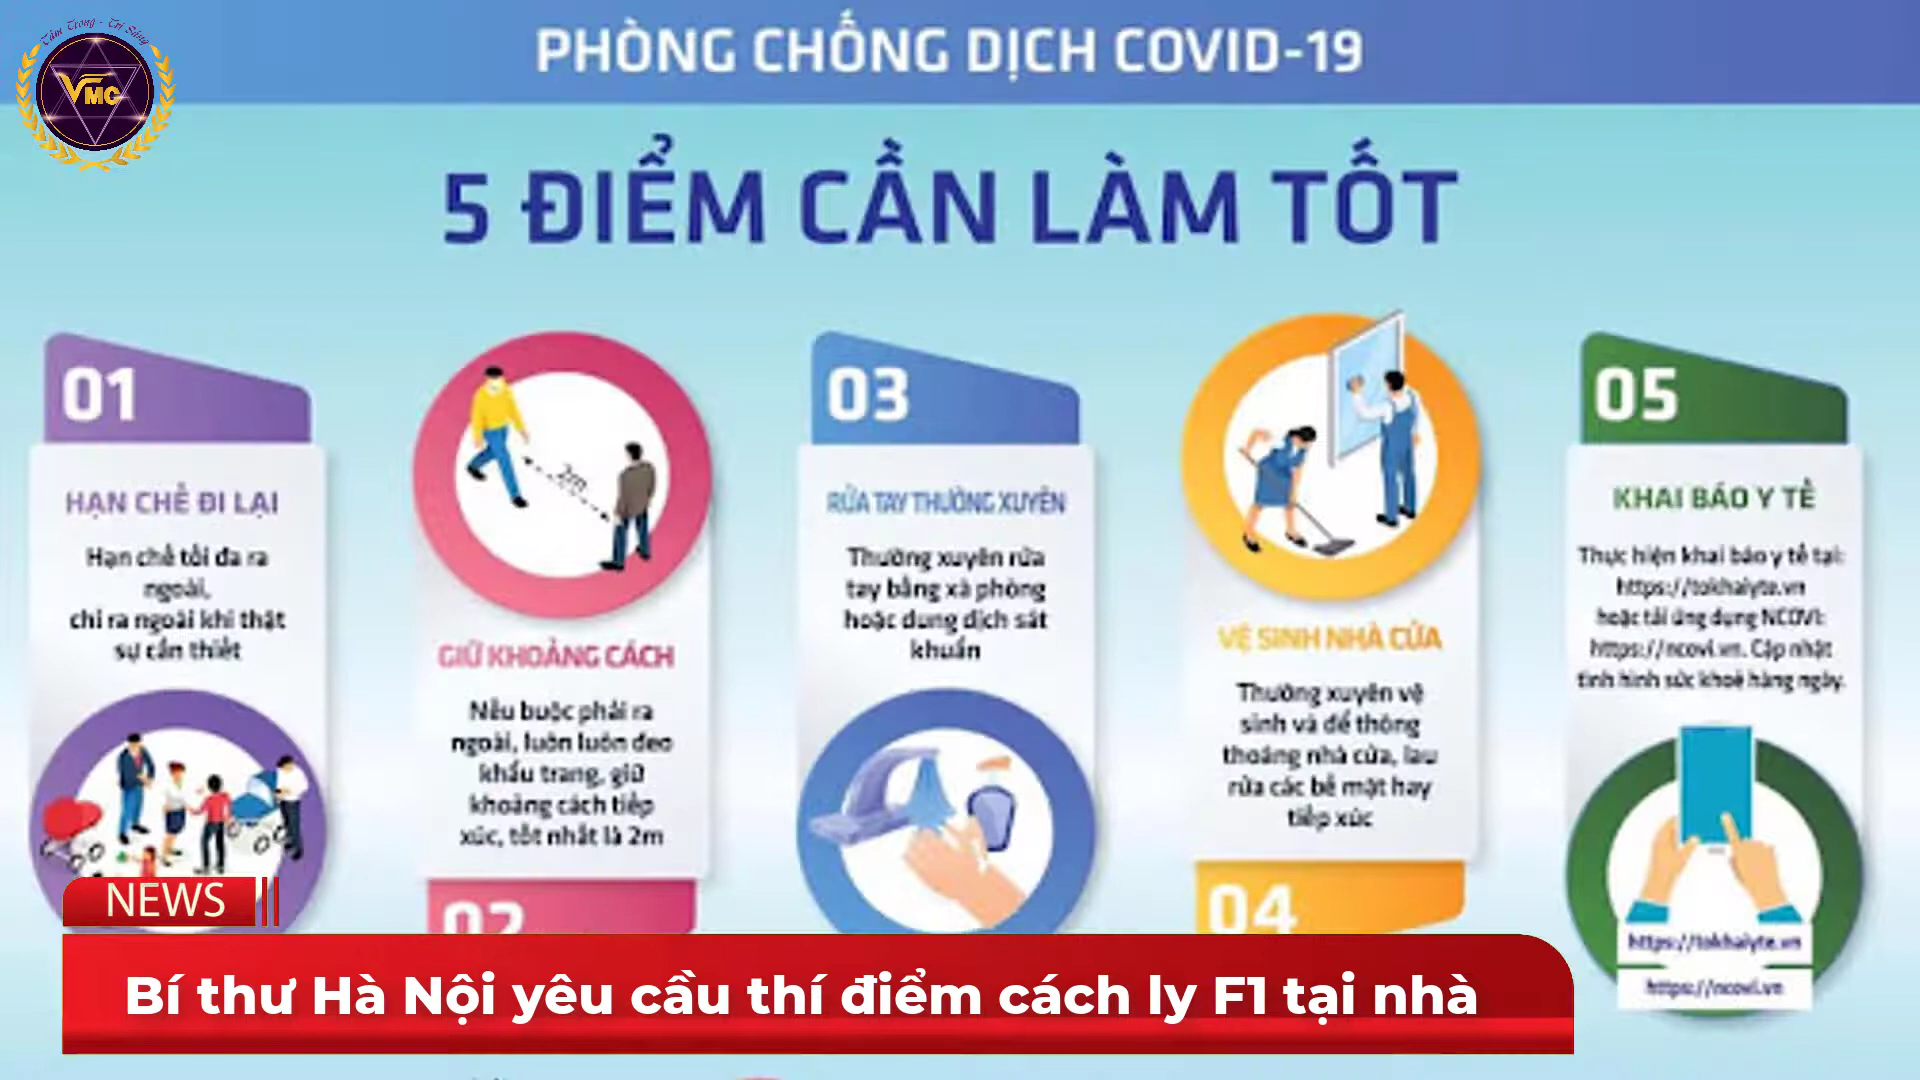 Tâm Trong - Trí Sáng
VMC
PHÒNG CHỐNG DỊCH COVID-19
5 ĐIỂM CẦN LÀM TỐT
01
HẠN CHẾ ĐI LẠI
Hạn chế tối đa ra
ngoài,
chỉ ra ngoài khi thật
sự cần thiết
2m
GIỮ KHOẢNG CÁCH
Nếu buộc phải ra
ngoài, luôn luôn đeo
khẩu trang, giữ
khoảng cách tiếp
xúc, tốt nhất là 2m
02
03
RỬA TAY THƯỜNG XUYÊN
Thường xuyên rửa
tay bằng xà phòng
hoặc dung dịch sát
khuẩn
VỆ SINH NHÀ CỬA
Thường xuyên vệ
sinh và để thông
thoáng nhà cửa, lau
rửa các bề mặt hay
tiếp xúc
04
05
KHAI BÁO Y TẾ
Thực hiện khai báo y tế tại:
https://tokhaiyte.vn
hoặc tải ứng dụng NCOVI:
https://ncovi.vn. Cập nhật
tình hình sức khoẻ hàng ngày.
https://tokhaiyte.vn
https://ncovi.vn
NEWS
Bí thư Hà Nội yêu cầu thí điểm cách ly F1 tại nhà